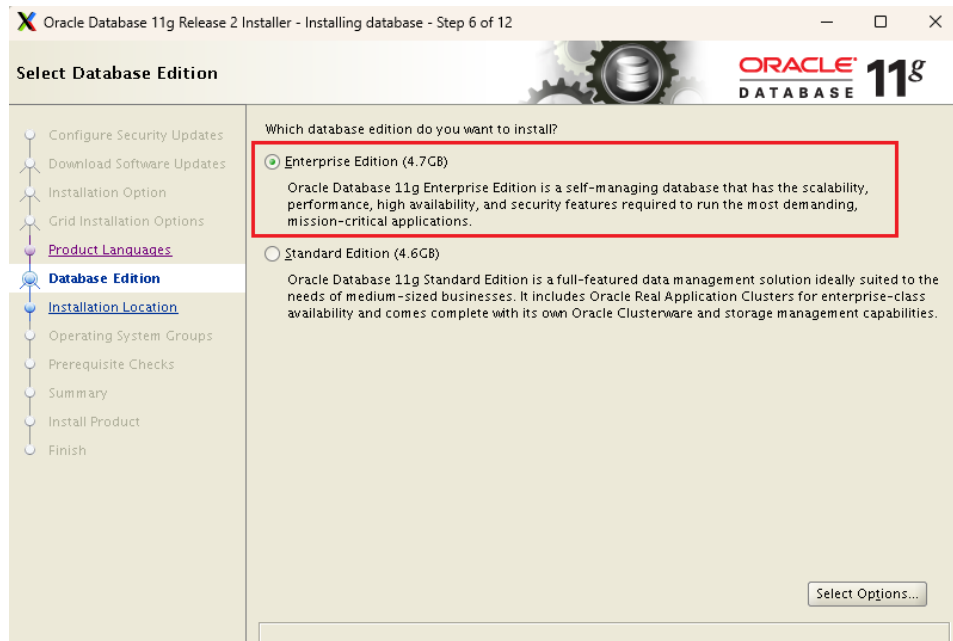 Oracle Database 11g Release 2 Installer - Installing database - Step 6 of 12
Select Database Edition
ORACLE
DATABASE
11g
Configure Security Updates
Download Software Updates
Installation Option
Grid Installation Options
Product Languages
Database Edition
Installation Location
Operating System Groups
Prerequisite Checks
Summary
Install Product
Finish
Which database edition do you want to install?
Enterprise Edition (4.7GB)
Oracle Database 11g Enterprise Edition is a self-managing database that has the scalability,
performance, high availability, and security features required to run the most demanding,
mission-critical applications.
Standard Edition (4.6GB)
Oracle Database 11g Standard Edition is a full-featured data management solution ideally suited to the
needs of medium-sized businesses. It includes Oracle Real Application Clusters for enterprise-class
availability and comes complete with its own Oracle Clusterware and storage management capabilities.
Select Options...